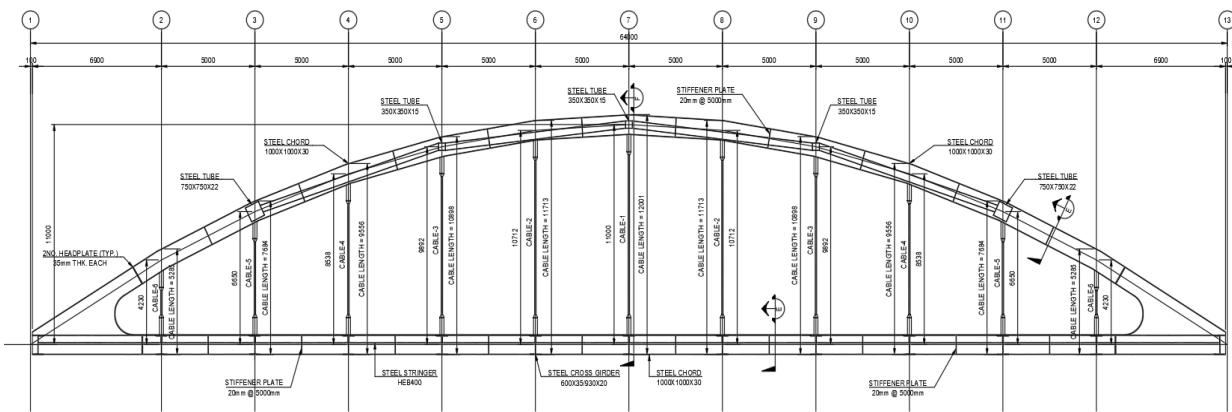 1 2 3 4 5 6 7 8 9 10 11 12 13
64000
100 6900 5000 5000 5000 5000 5000 5000 5000 5000 5000 5000 6900 100
STEEL TUBE
350X350X15
STEEL TUBE
350X350X15
STIFFENER PLATE
20mm @ 5000mm
STEEL TUBE
350X350X15
F
STEEL CHORD
1000X1000X30
STEEL CHORD
1000X1000X30
STEEL TUBE
750X750X22
STEEL TUBE
750X750X22
E
2NO. HEADPLATE (TYP.)
35mm THK. EACH
11000
4230
CABLE-6
CABLE LENGTH = 5285
6650
CABLE-5
CABLE LENGTH = 7684
8538
CABLE-4
CABLE LENGTH = 9556
9892
CABLE-3
CABLE LENGTH = 10898
10712
CABLE-2
CABLE LENGTH = 11713
11000
CABLE-1
CABLE LENGTH = 12001
CABLE LENGTH = 11713
CABLE-2
10712
CABLE LENGTH = 10898
CABLE-3
9892
CABLE LENGTH = 9556
CABLE-4
8538
CABLE LENGTH = 7684
CABLE-5
6650
CABLE LENGTH = 5285
CABLE-6
4230
STIFFENER PLATE
20mm @ 5000mm
STEEL STRINGER
HEB400
STEEL CROSS GIRDER
600X35/930X20
STEEL CHORD
1000X1000X30
STIFFENER PLATE
20mm @ 5000mm